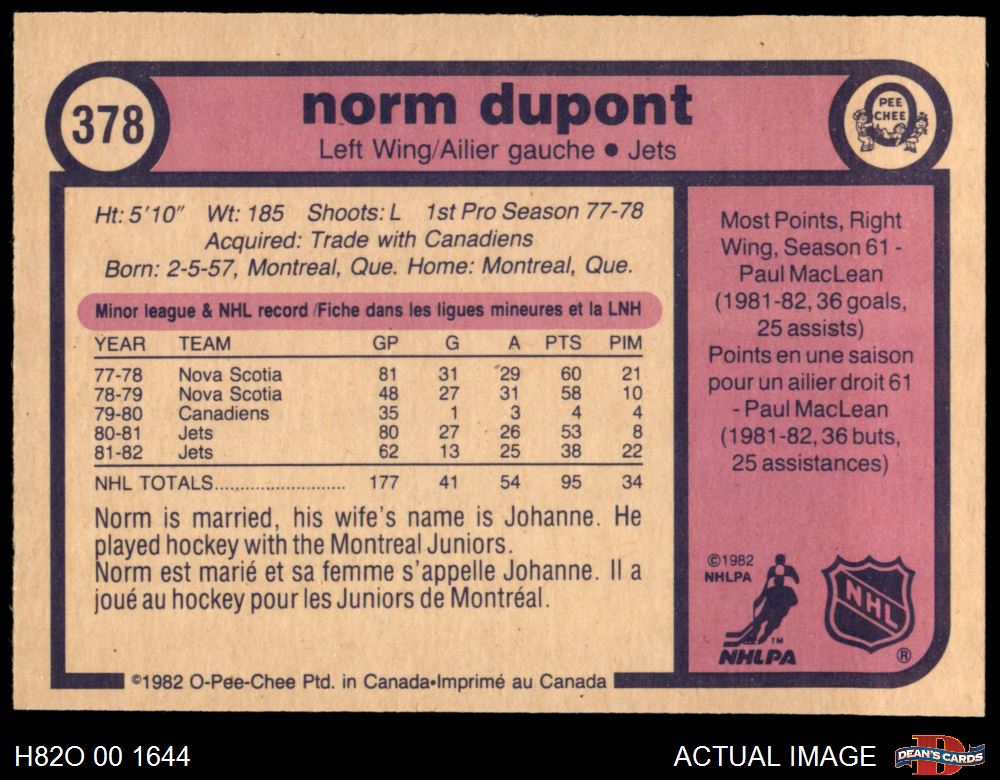 378
norm dupont
Left Wing/Ailier gauche • Jets
PEE
CHEE
Ht: 5'10" Wt: 185 Shoots: L 1st Pro Season 77-78
Acquired: Trade with Canadiens
Born: 2-5-57, Montreal, Que. Home: Montreal, Que.
Minor league & NHL record /Fiche dans les ligues mineures et la LNH
YEAR TEAM GP G A PTS PIM
77-78 Nova Scotia 81 31 29 60 21
78-79 Nova Scotia 48 27 31 58 10
79-80 Canadiens 35 1 3 4 4
80-81 Jets 80 27 26 53 8
81-82 Jets 62 13 25 38 22
NHL TOTALS........................ 177 41 54 95 34
Norm is married, his wife's name is Johanne. He
played hockey with the Montreal Juniors.
Norm est marié et sa femme s'appelle Johanne. Il a
joué au hockey pour les Juniors de Montréal.
©1982 O-Pee-Chee Ptd. in Canada•Imprimé au Canada
Most Points, Right
Wing, Season 61 -
Paul MacLean
(1981-82, 36 goals,
25 assists)
Points en une saison
pour un ailier droit 61
- Paul MacLean
(1981-82, 36 buts,
25 assistances)
©1982
NHLPA
TM
NHLPA
NHL
®
H82O 00 1644
ACTUAL IMAGE
D
DEAN'S CARDS